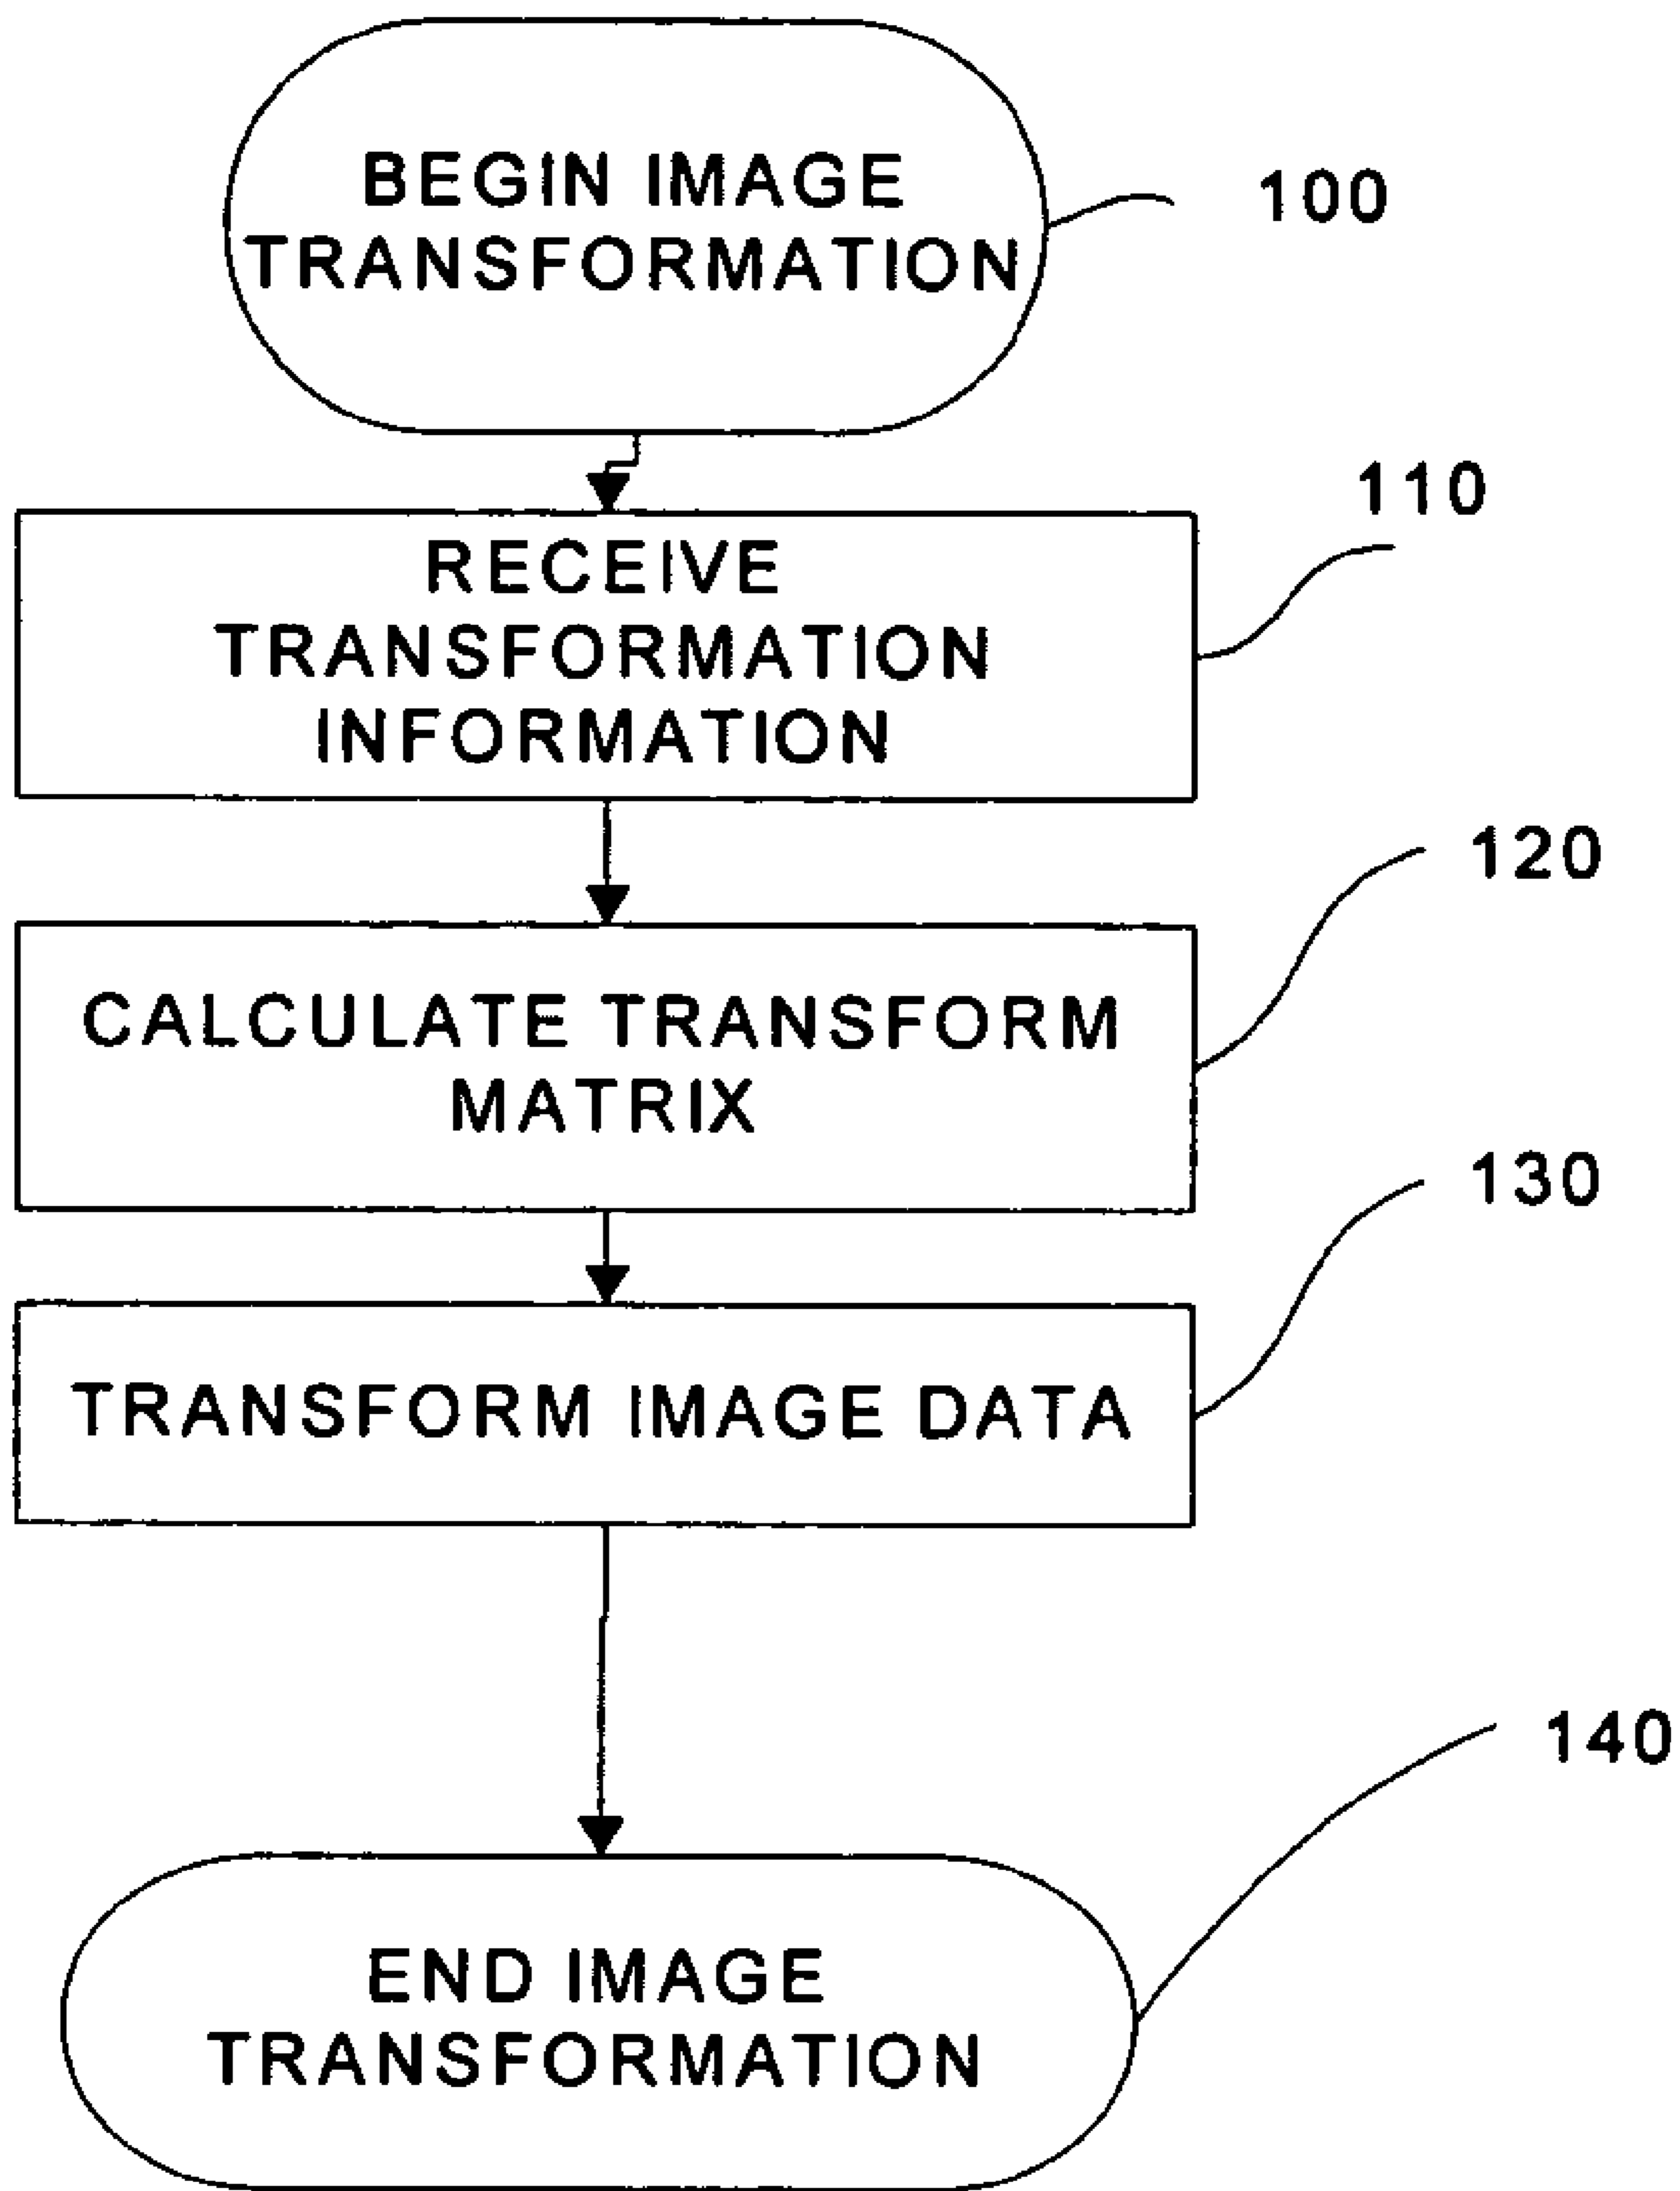 BEGIN IMAGE
TRANSFORMATION
100
110
RECEIVE
TRANSFORMATION
INFORMATION
120
CALCULATE TRANSFORM
MATRIX
130
TRANSFORM IMAGE DATA
140
END IMAGE
TRANSFORMATION